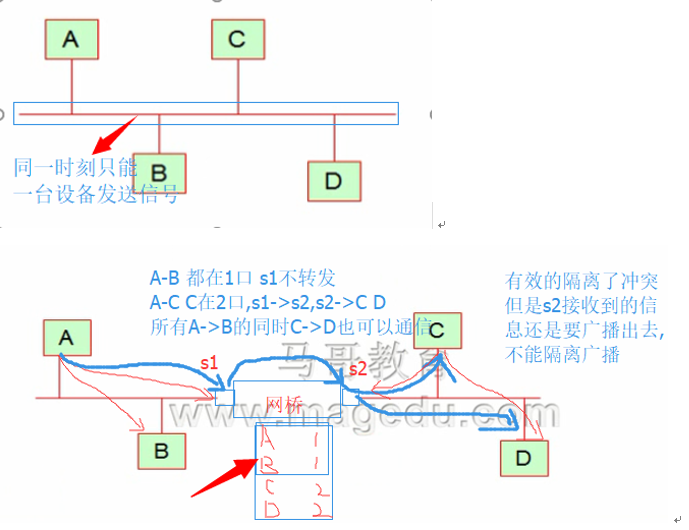 A
C
B
D
同一时刻只能
一台设备发送信号
A-B 都在1口 s1不转发
A-C C在2口,s1->s2,s2->C D
所有A->B的同时C->D也可以通信
有效的隔离了冲突
但是s2接收到的信
息还是要广播出去,
不能隔离广播
A
C
s1
s2
马哥教育
网桥
www.magedu.com
B
D
A 1
B 1
C 2
D 2